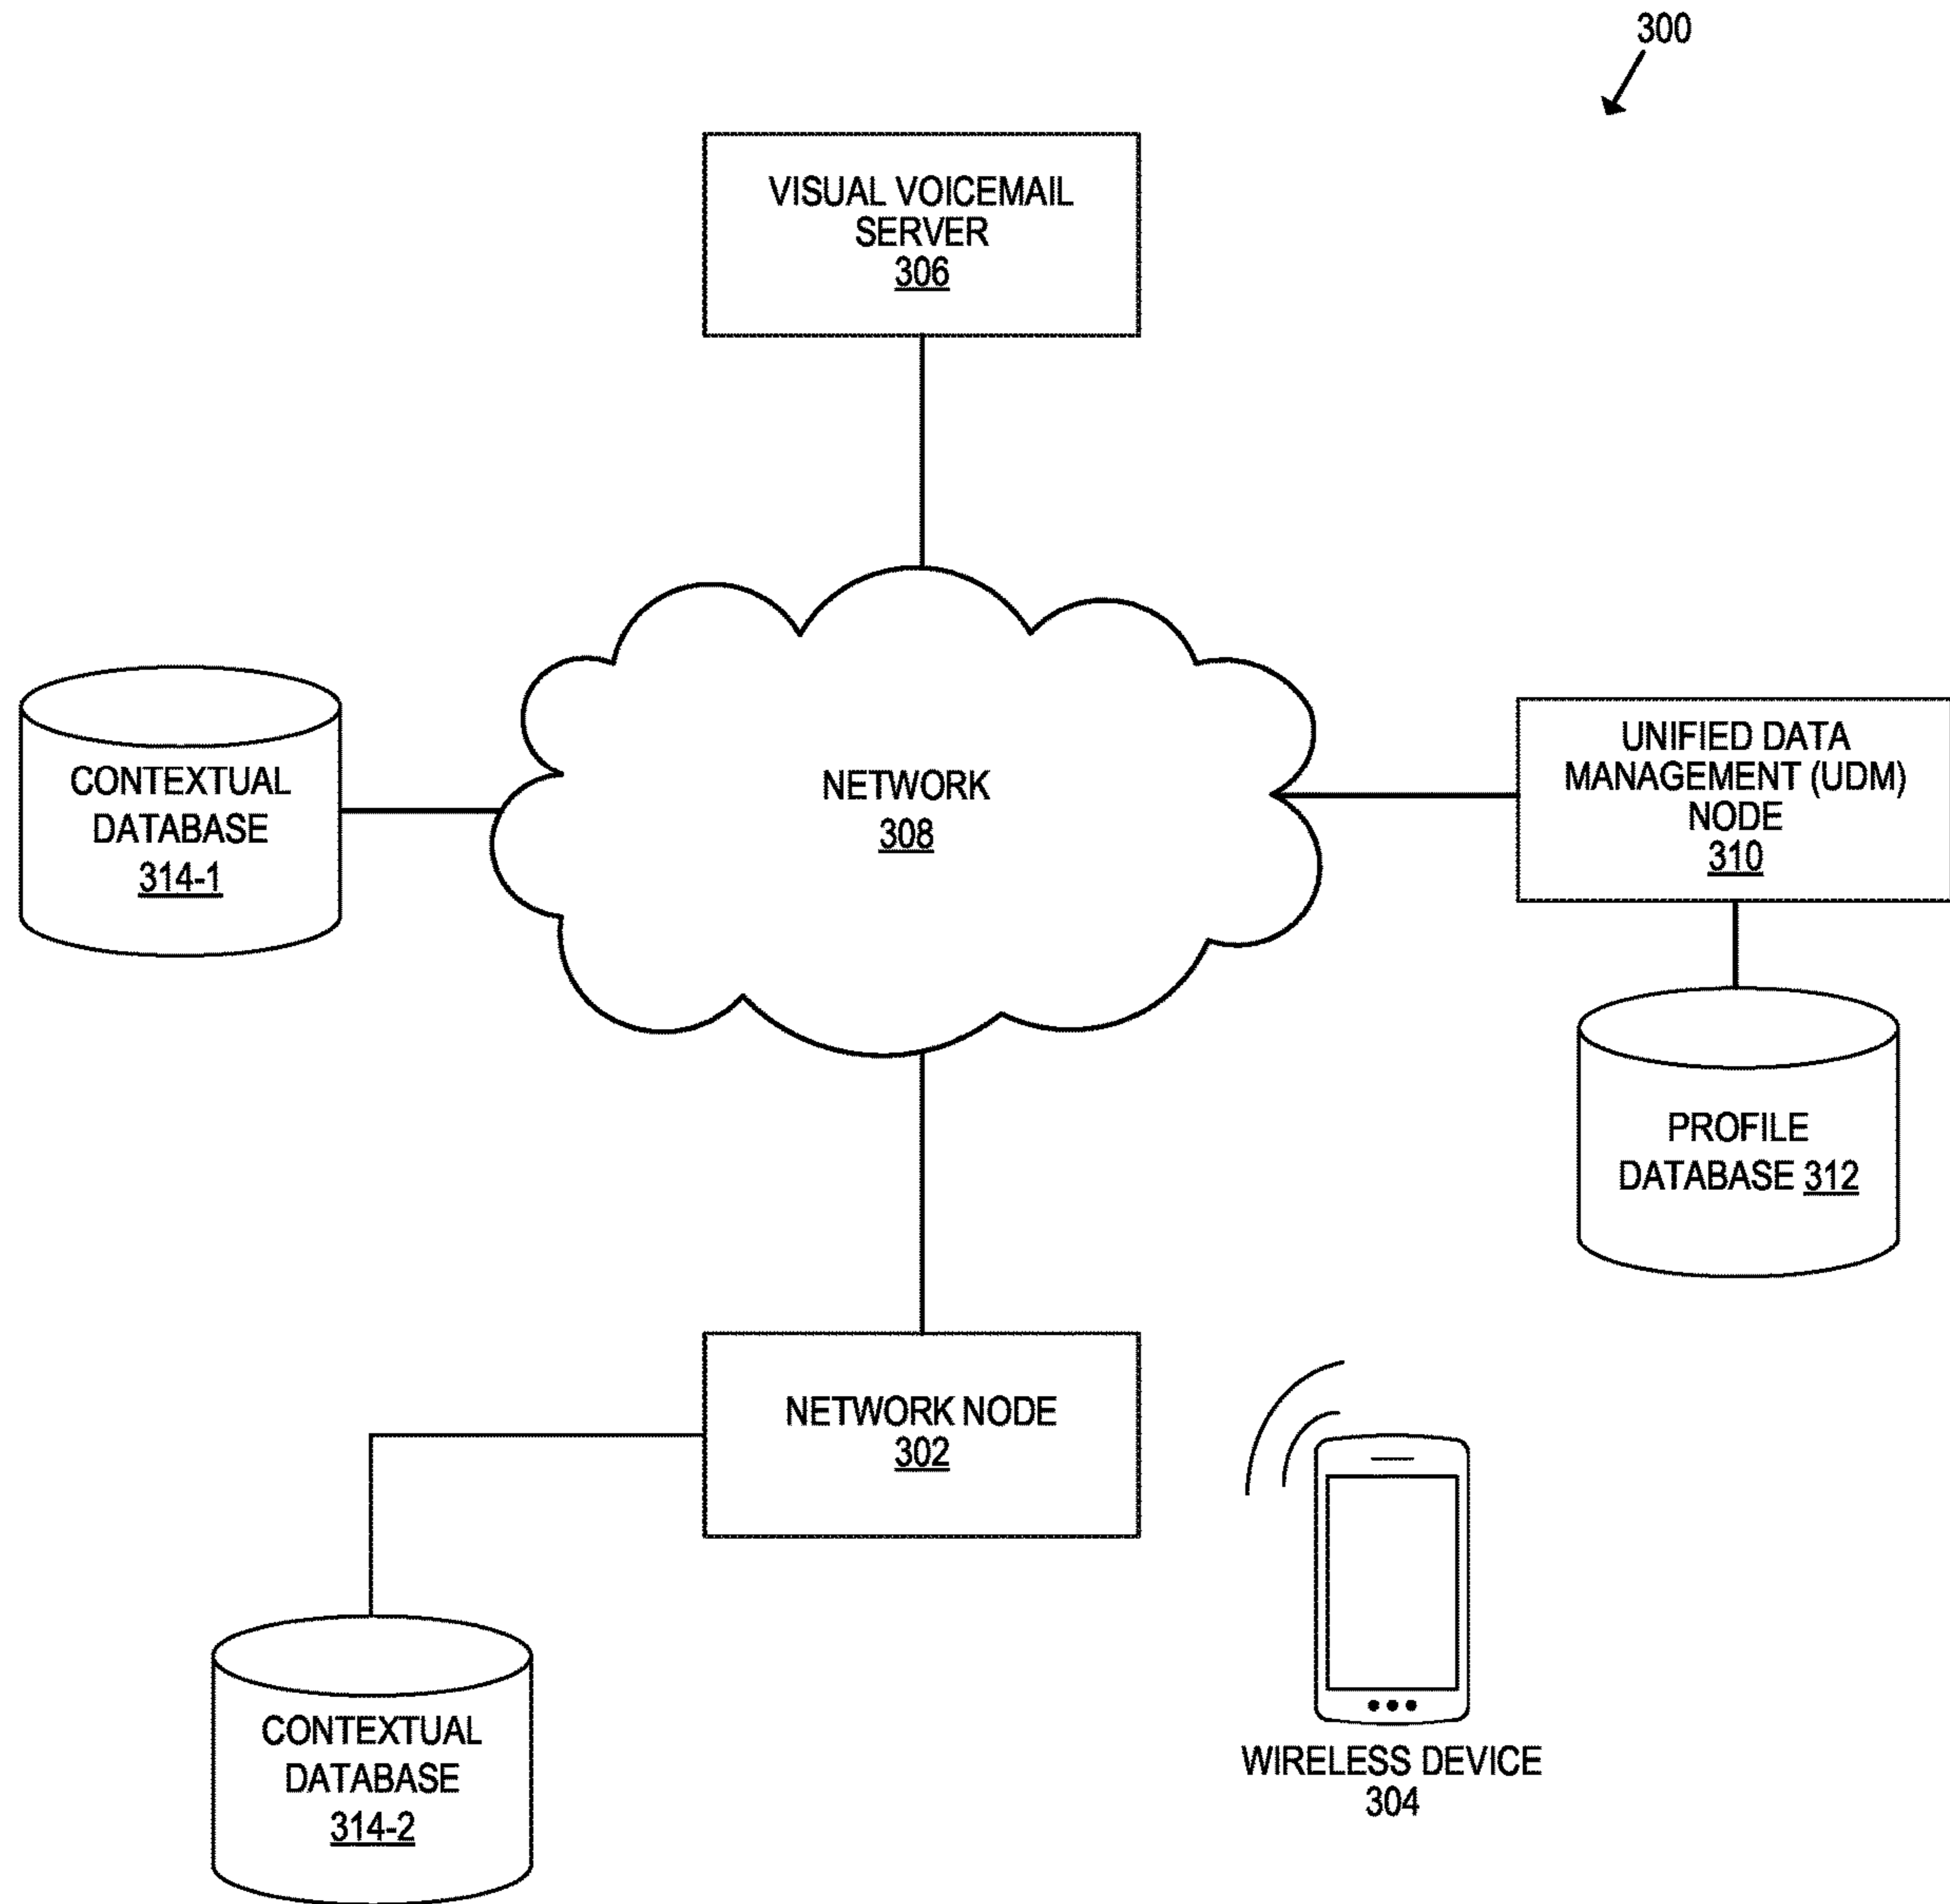 300
VISUAL VOICEMAIL
SERVER
306
CONTEXTUAL
DATABASE
314-1
NETWORK
308
UNIFIED DATA
MANAGEMENT (UDM)
NODE
310
PROFILE
DATABASE 312
NETWORK NODE
302
CONTEXTUAL
DATABASE
314-2
WIRELESS DEVICE
304